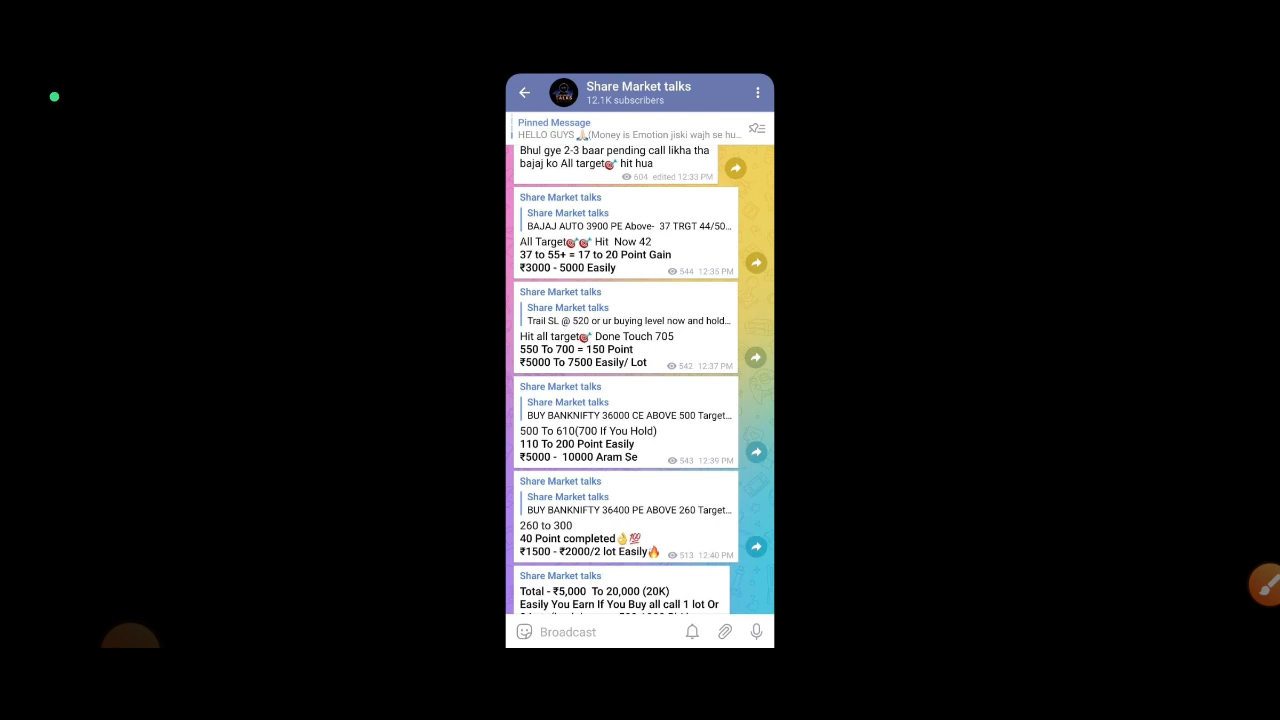 Share Market talks
12.1K subscribers
Pinned Message
HELLO GUYS🙏🏻(Money is Emotion jiski wajh se hu...
Bhul gye 2-3 baar pending call likha tha
bajaj ko All target🎯 hit hua
604 edited 12:33 PM
Share Market talks
Share Market talks
BAJAJ AUTO 3900 PE Above- 37 TRGT 44/50...
All Target🎯🎯 Hit Now 42
37 to 55+ = 17 to 20 Point Gain
₹3000 - 5000 Easily
544 12:35 PM
Share Market talks
Share Market talks
Trail SL @ 520 or ur buying level now and hold...
Hit all target🎯 Done Touch 705
550 To 700 = 150 Point
₹5000 To 7500 Easily/ Lot
542 12:37 PM
Share Market talks
Share Market talks
BUY BANKNIFTY 36000 CE ABOVE 500 Target...
500 To 610(700 If You Hold)
110 To 200 Point Easily
₹5000 - 10000 Aram Se
543 12:39 PM
Share Market talks
Share Market talks
BUY BANKNIFTY 36400 PE ABOVE 260 Target...
260 to 300
40 Point completed👌💯
₹1500 - ₹2000/2 lot Easily🔥
513 12:40 PM
Share Market talks
Total - ₹5,000 To 20,000 (20K)
Easily You Earn If You Buy all call 1 lot Or
Broadcast